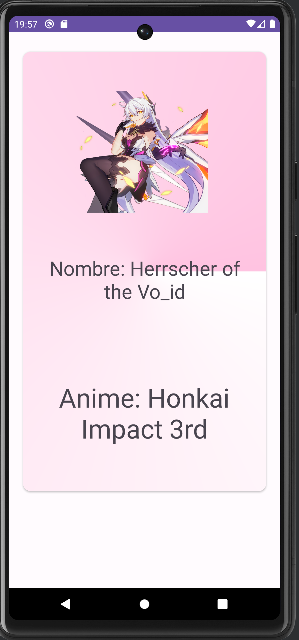 19:57
Nombre: Herrscher of
the Vo_id
Anime: Honkai
Impact 3rd